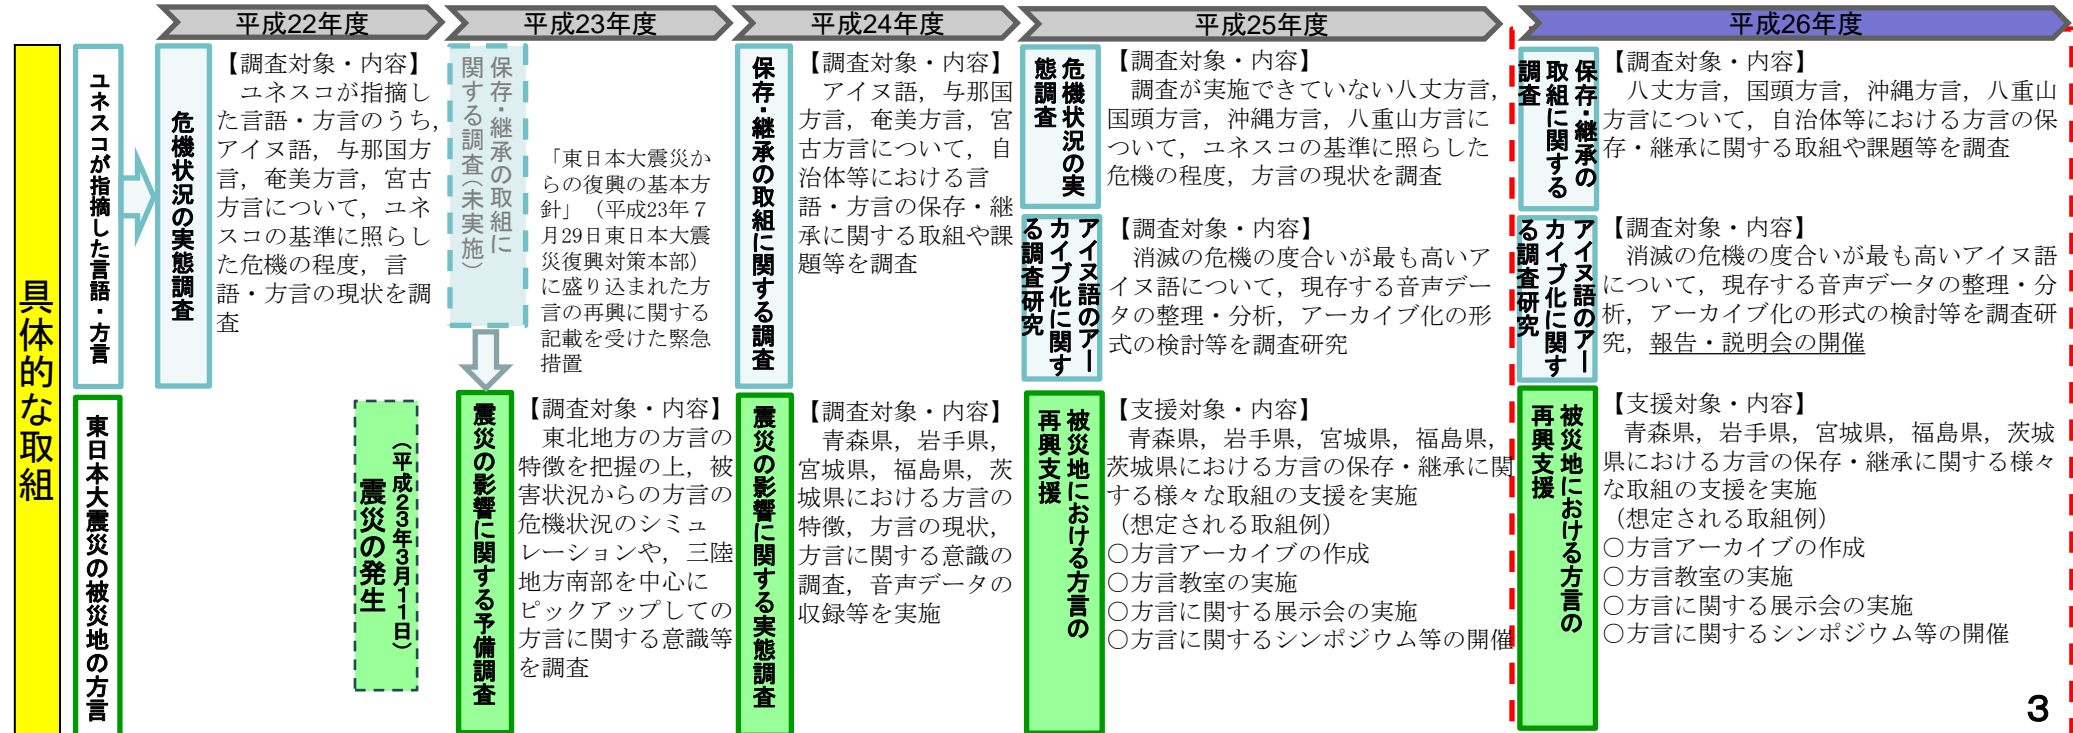 平成22年度
平成23年度
平成24年度
平成25年度
平成26年度
具体的な取組
ユネスコが指摘した言語・方言
危機状況の実態調査
【調査対象・内容】
ユネスコが指摘し
た言語・方言のうち,
アイヌ語，与那国方
言，奄美方言，宮古
方言について，ユネ
スコの基準に照らし
た危機の程度，言
語・方言の現状を調
査
保存・継承の取組に
関する調査（未実施）
「東日本大震災か
らの復興の基本方
針」（平成23年７
月29日東日本大震
災復興対策本部）
に盛り込まれた方
言の再興に関する
記載を受けた緊急
措置
保存・継承の取組に関する調査
【調査対象・内容】
アイヌ語，与那国
方言，奄美方言，宮
古方言について，自
治体等における言
語・方言の保存・継
承に関する取組や課
題等を調査
危機状況の実
態調査
【調査対象・内容】
調査が実施できていない八丈方言,
国頭方言，沖縄方言，八重山方言に
ついて，ユネスコの基準に照らした
危機の程度，方言の現状を調査
アイヌ語のアー
カイブ化に関す
る調査研究
【調査対象・内容】
消滅の危機の度合いが最も高いア
イヌ語について，現存する音声デー
タの整理・分析，アーカイブ化の形
式の検討等を調査研究
保存・継承の
取組に関する
調査
【調査対象・内容】
八丈方言，国頭方言，沖縄方言，八重山
方言について，自治体等における方言の保
存・継承に関する取組や課題等を調査
アイヌ語のアー
カイブ化に関す
る調査研究
【調査対象・内容】
消滅の危機の度合いが最も高いアイヌ語
について，現存する音声データの整理・分
析，アーカイブ化の形式の検討等を調査研
究，報告・説明会の開催
東日本大震災の被災地の方言
（平成23年3月11日）
震災の発生
震災の影響に関する予備調査
【調査対象・内容】
東北地方の方言の
特徴を把握の上，被
害状況からの方言の
危機状況のシミュ
レーションや，三陸
地方南部を中心に
ピックアップしての
方言に関する意識等
を調査
震災の影響に関する実態調査
【調査対象・内容】
青森県，岩手県，
宮城県，福島県，茨
城県における方言の
特徴，方言の現状，
方言に関する意識の
調査，音声データの
収録等を実施
被災地における方言の
再興支援
【支援対象・内容】
青森県，岩手県，宮城県，福島県，
茨城県における方言の保存・継承に関
する様々な取組の支援を実施
（想定される取組例）
○方言アーカイブの作成
○方言教室の実施
○方言に関する展示会の実施
○方言に関するシンポジウム等の開催
被災地における方言の
再興支援
【支援対象・内容】
青森県，岩手県，宮城県，福島県，茨城
県における方言の保存・継承に関する様々
な取組の支援を実施
（想定される取組例）
○方言アーカイブの作成
○方言教室の実施
○方言に関する展示会の実施
○方言に関するシンポジウム等の開催
3